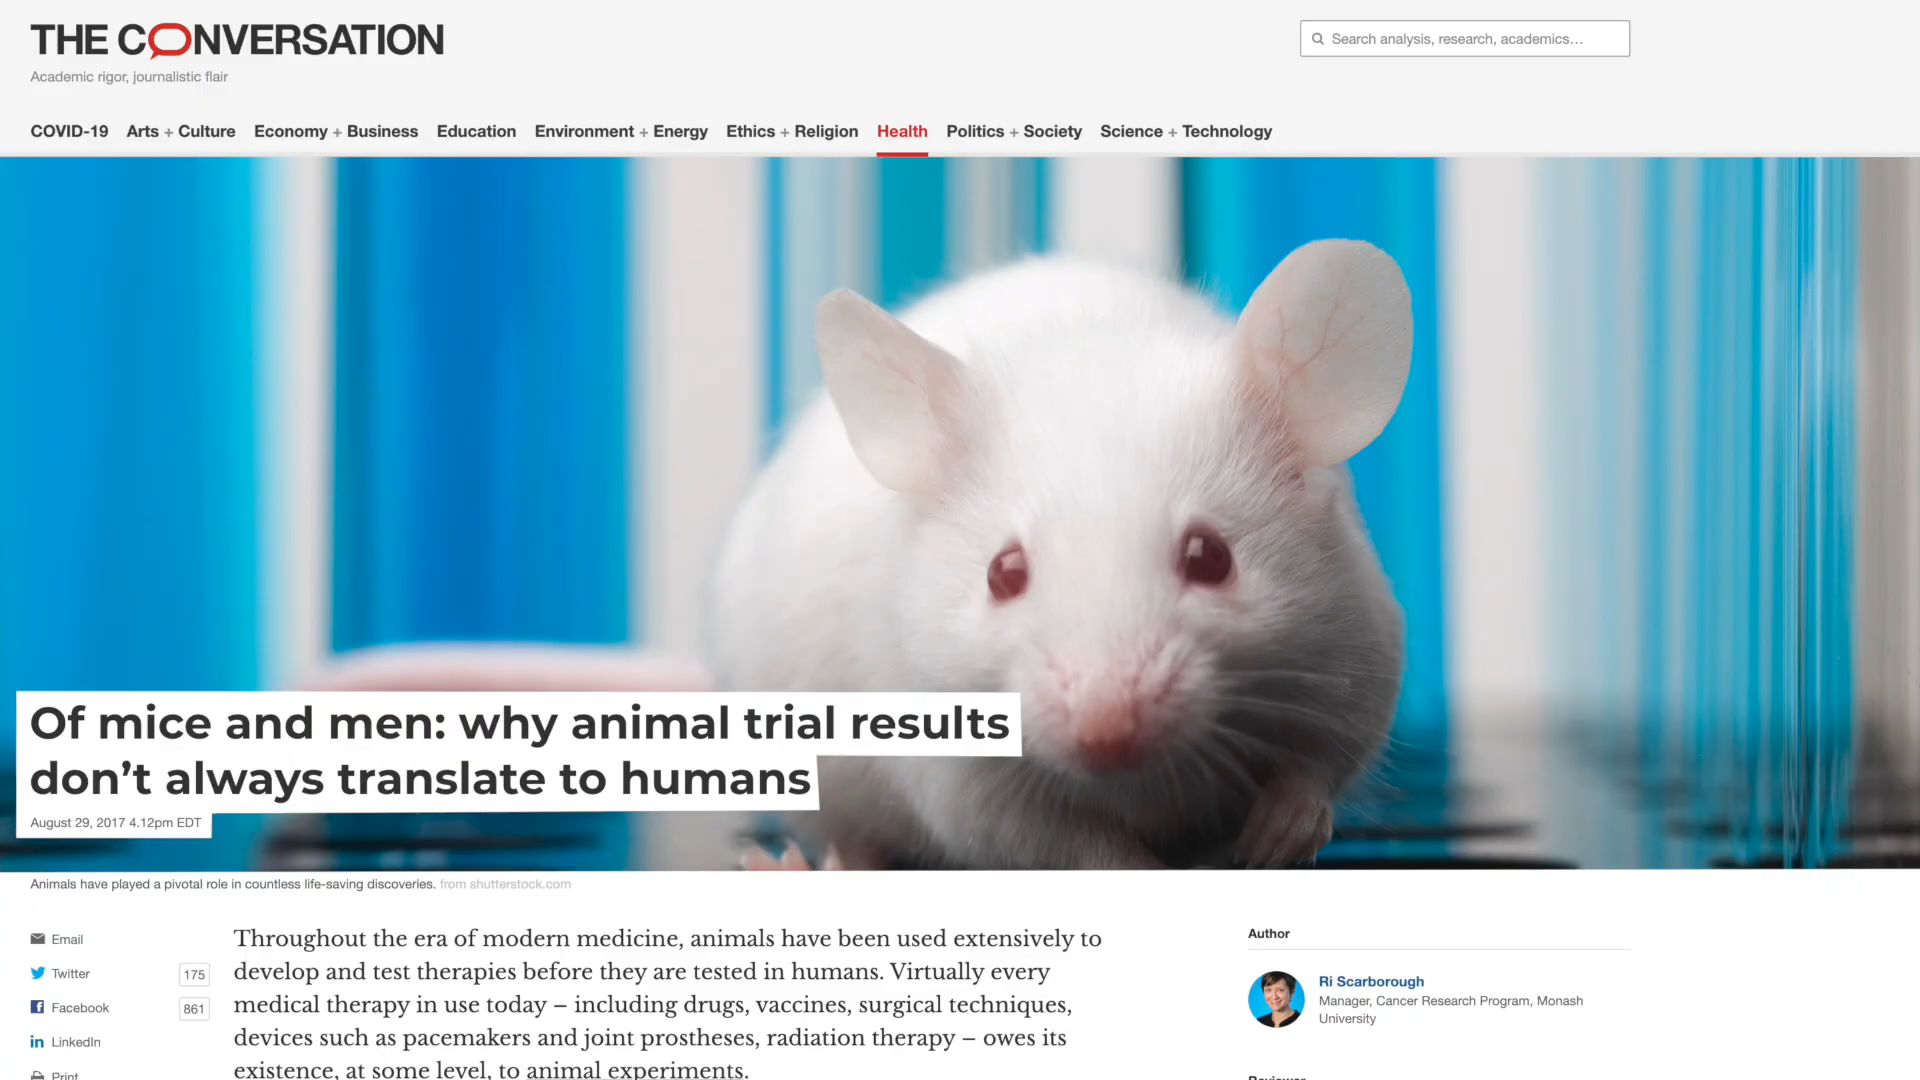 THE CONVERSATION
Academic rigor, journalistic flair
Search analysis, research, academics...
COVID-19 Arts + Culture Economy + Business Education Environment + Energy Ethics + Religion Health Politics + Society Science + Technology
Of mice and men: why animal trial results
don’t always translate to humans
August 29, 2017 4.12pm EDT
Animals have played a pivotal role in countless life-saving discoveries. from shutterstock.com
Email
Twitter 175
Facebook 861
LinkedIn
Print
Throughout the era of modern medicine, animals have been used extensively to
develop and test therapies before they are tested in humans. Virtually every
medical therapy in use today – including drugs, vaccines, surgical techniques,
devices such as pacemakers and joint prostheses, radiation therapy – owes its
existence, at some level, to animal experiments.
Author
Ri Scarborough
Manager, Cancer Research Program, Monash
University
Reviewer